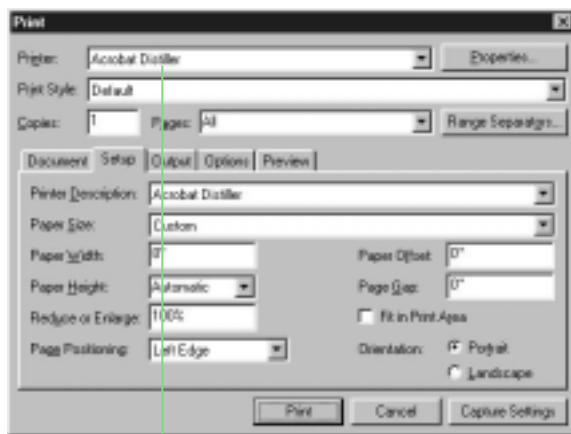 Print
Printer: Acrobat Distiller Properties...
Print Style: Default
Copies: 1 Pages: All Range Separators...
Document Setup Output Options Preview
Printer Description: Acrobat Distiller
Paper Size: Custom
Paper Width: 0" Paper Offset: 0"
Paper Height: Automatic Page Gap: 0"
Reduce or Enlarge: 100% Fit in Print Area
Page Positioning: Left Edge Orientation: Portrait
Landscape
Print Cancel Capture Settings